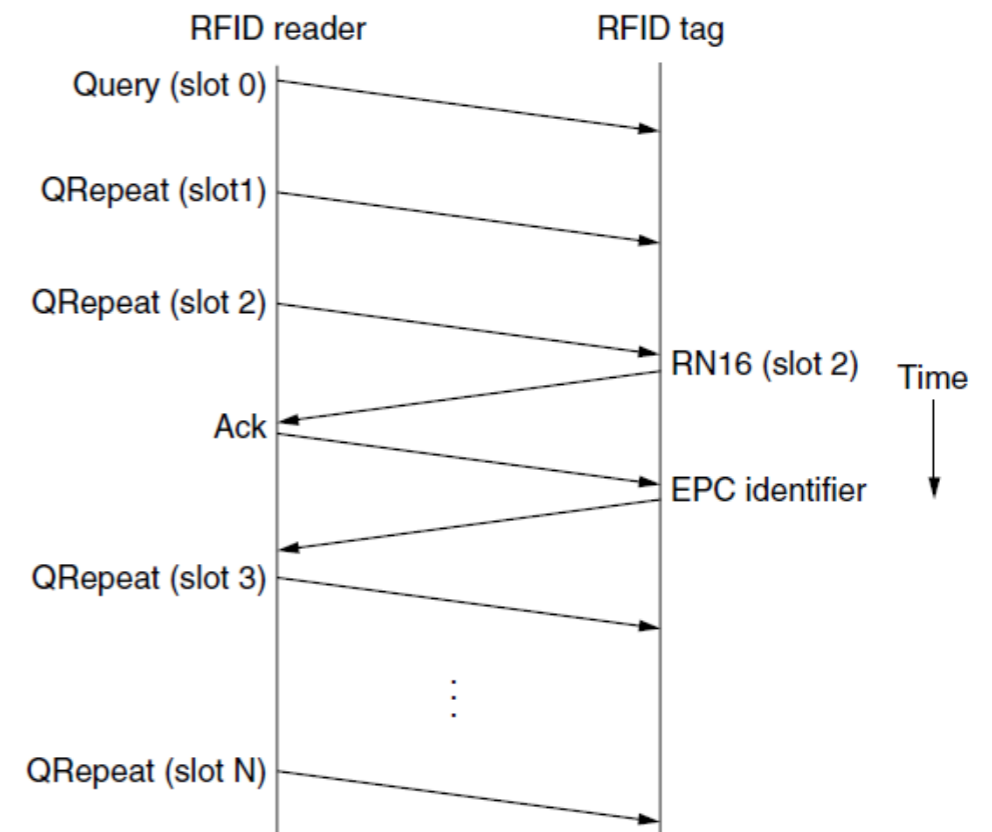 RFID reader
RFID tag
Query (slot 0)
QRepeat (slot1)
QRepeat (slot 2)
RN16 (slot 2)
Time
Ack
EPC identifier
QRepeat (slot 3)
QRepeat (slot N)